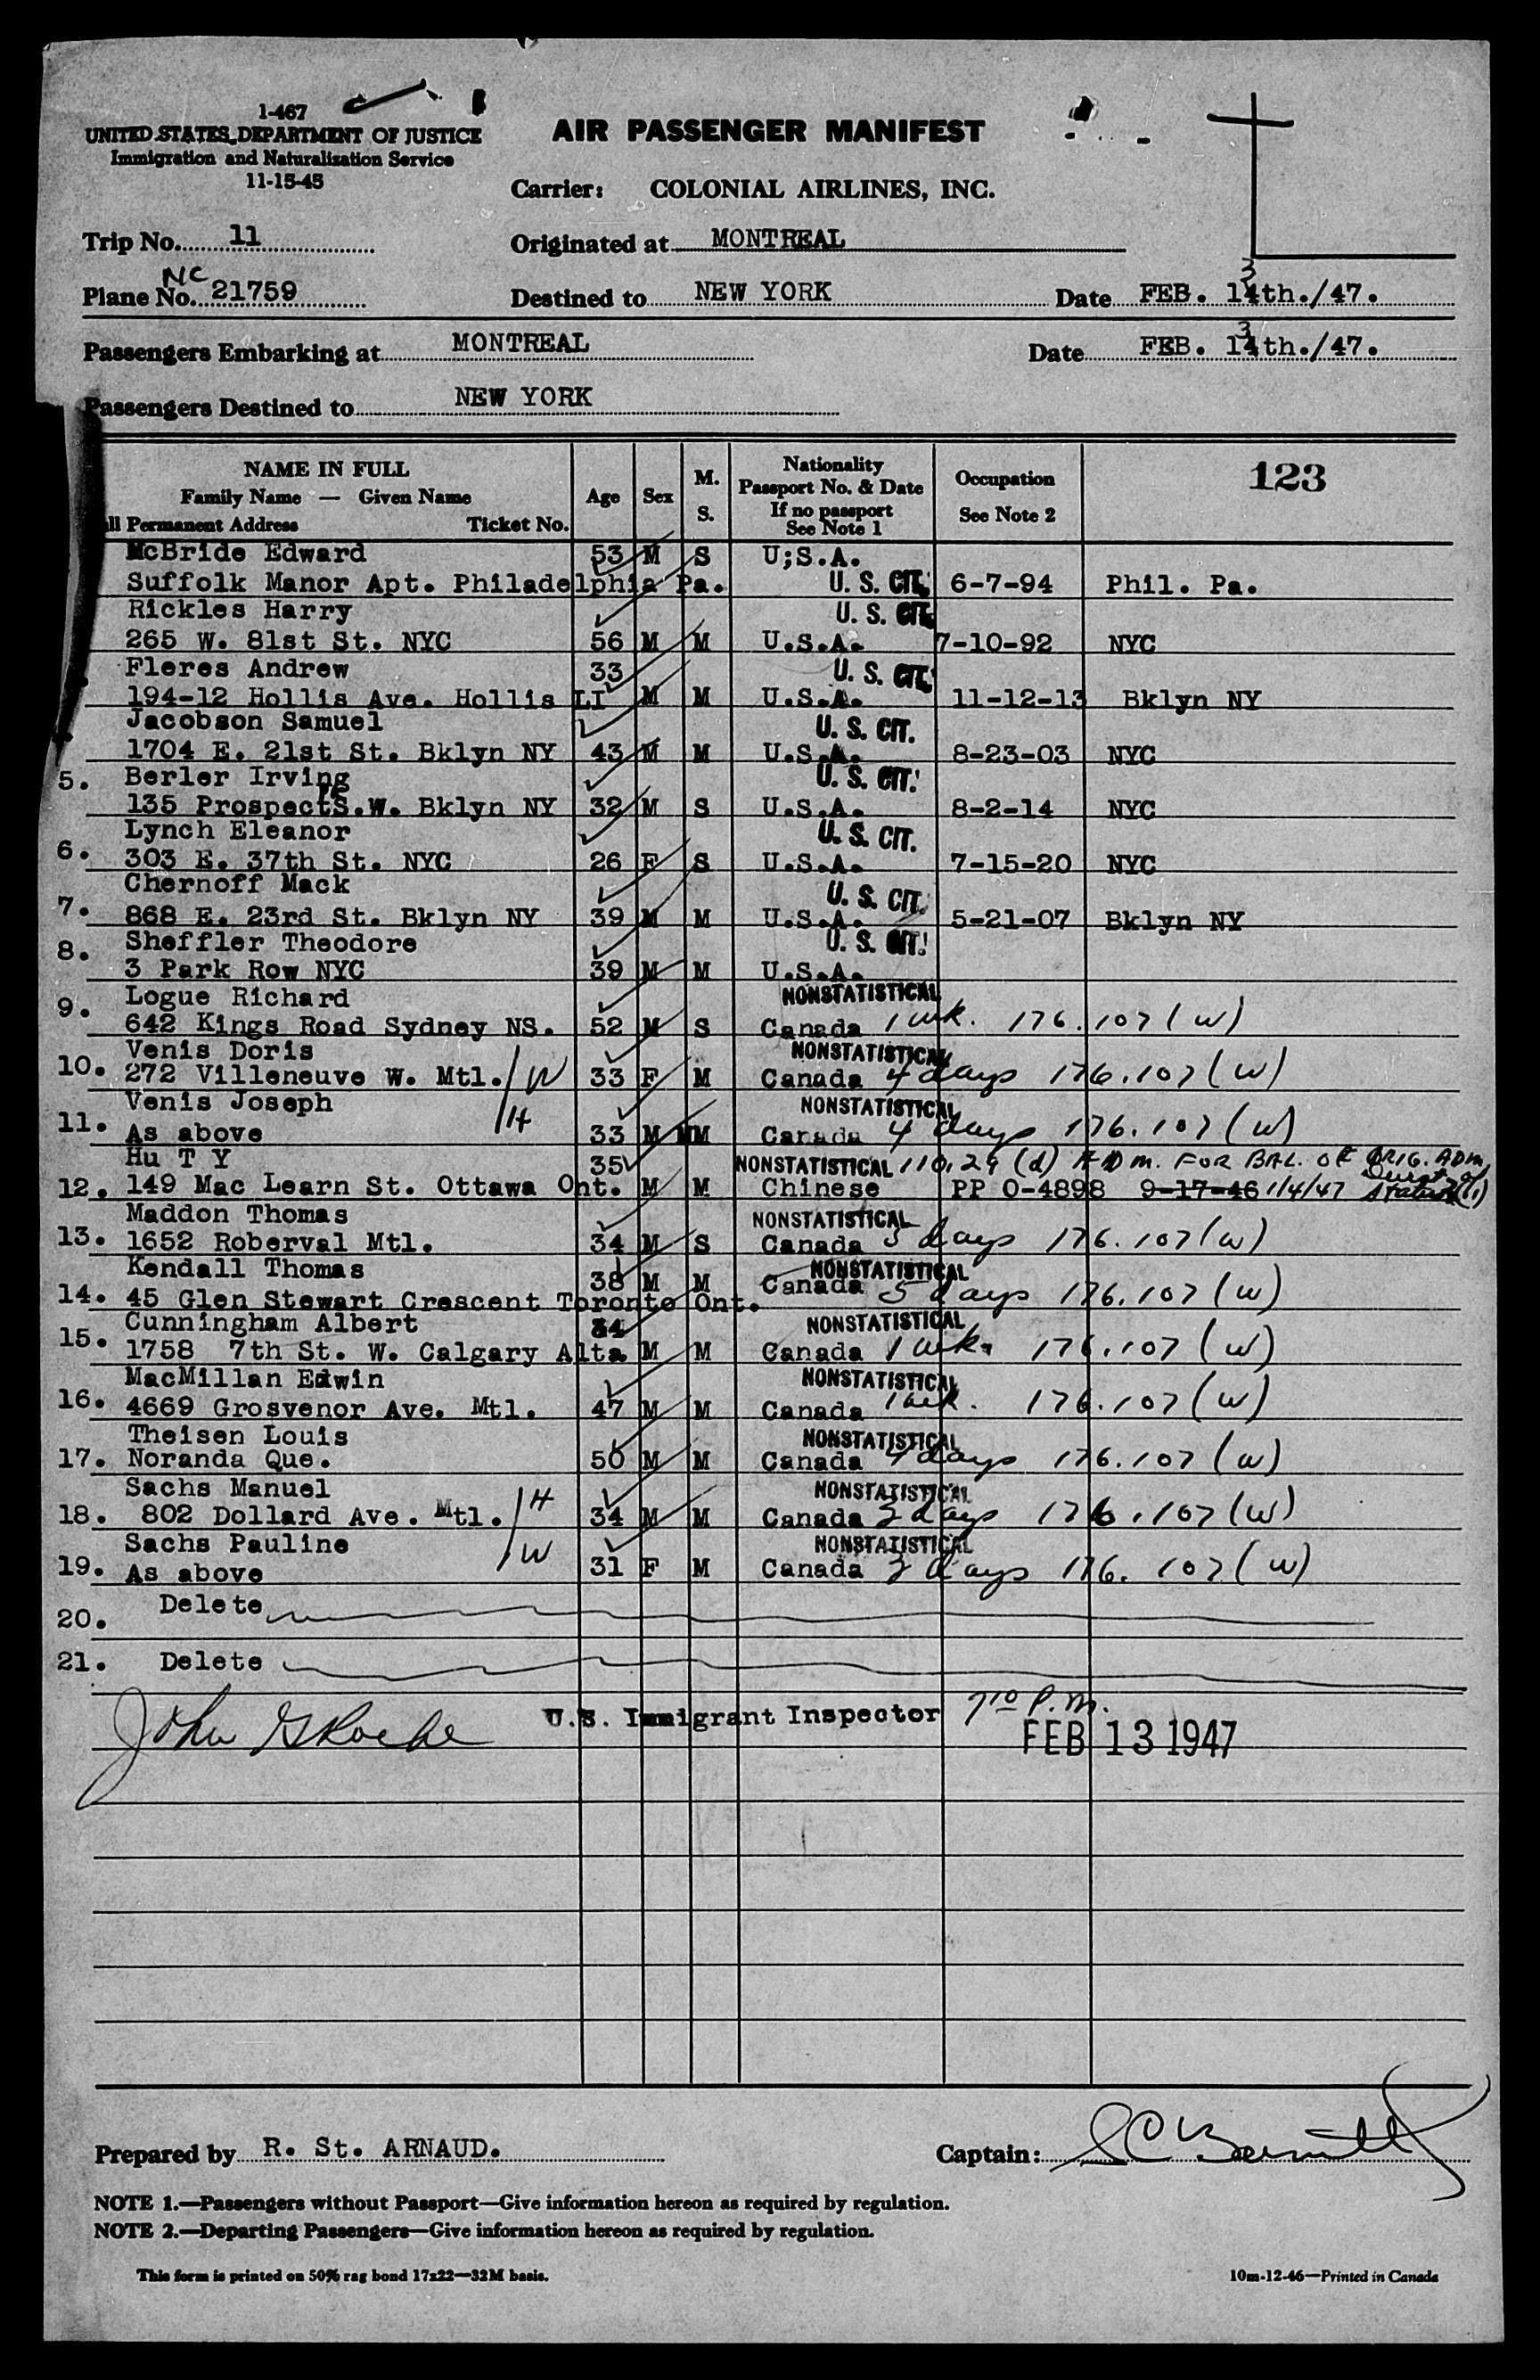 1-467
UNITED STATES DEPARTMENT OF JUSTICE
Immigration and Naturalization Service
11-15-45
AIR PASSENGER MANIFEST
Carrier: COLONIAL AIRLINES, INC.
Trip No. 11 Originated at MONTREAL
NC
Plane No. 21759 Destined to NEW YORK Date FEB. 13th./47.
Passengers Embarking at MONTREAL Date FEB. 13th./47.
Passengers Destined to NEW YORK
NAME IN FULL
Family Name — Given Name
ll Permanent Address Ticket No.
Age Sex M. S.
Nationality
Passport No. & Date
If no passport
See Note 1
Occupation
See Note 2
123
McBride Edward 53 M S U;S.A.
Suffolk Manor Apt. Philadelphia Pa. U. S. CIT. 6-7-94 Phil. Pa.
Rickles Harry U. S. CIT.
265 W. 81st St. NYC 56 M M U.S.A. 7-10-92 NYC
Fleres Andrew 33 U. S. CIT.
194-12 Hollis Ave. Hollis LI M M U.S.A. 11-12-13 Bklyn NY
Jacobson Samuel U. S. CIT.
1704 E. 21st St. Bklyn NY 43 M M U.S.A. 8-23-03 NYC
5. Berler Irving U. S. CIT.
135 Prospect S.W. Bklyn NY 32 M S U.S.A. 8-2-14 NYC
Lynch Eleanor U. S. CIT.
6. 303 E. 37th St. NYC 26 F S U.S.A. 7-15-20 NYC
Chernoff Mack U. S. CIT.
7. 868 E. 23rd St. Bklyn NY 39 M M U.S.A. 5-21-07 Bklyn NY
8. Sheffler Theodore U. S. CIT.
3 Park Row NYC 39 M M U.S.A.
9. Logue Richard NONSTATISTICAL
642 Kings Road Sydney NS. 52 M S Canada 1 wk. 176.107 (W)
Venis Doris NONSTATISTICAL
10. 272 Villeneuve W. Mtl. /W 33 F M Canada 4 days 176.107 (W)
Venis Joseph /H NONSTATISTICAL
11. As above 33 M M Canada 4 days 176.107 (W)
Hu T Y 35 NONSTATISTICAL 110.29 (d) ADM. FOR BAL. OF ORIG. ADM.
12. 149 Mac Learn St. Ottawa Ont. M M Chinese PP O-4898 9-17-46 1/4/47
Maddon Thomas NONSTATISTICAL
13. 1652 Roberval Mtl. 34 M S Canada 5 days 176.107 (W)
Kendall Thomas 38 M M Canada NONSTATISTICAL
14. 45 Glen Stewart Crescent Toronto Ont. 5 days 176.107 (W)
Cunningham Albert 34 NONSTATISTICAL
15. 1758 7th St. W. Calgary Alta M M Canada 1 wk. 176.107 (W)
MacMillan Edwin NONSTATISTICAL
16. 4669 Grosvenor Ave. Mtl. 47 M M Canada 1 wk. 176.107 (W)
Theisen Louis NONSTATISTICAL
17. Noranda Que. 50 M M Canada 4 days 176.107 (W)
Sachs Manuel NONSTATISTICAL
18. 802 Dollard Ave. Mtl. /H 34 M M Canada 3 days 176.107 (W)
Sachs Pauline /W NONSTATISTICAL
19. As above 31 F M Canada 3 days 176.107 (W)
20. Delete
21. Delete
John G Roche U.S. Immigrant Inspector 7 10 P.M.
FEB 13 1947
Prepared by R. St. ARNAUD. Captain:
NOTE 1.—Passengers without Passport—Give information hereon as required by regulation.
NOTE 2.—Departing Passengers—Give information hereon as required by regulation.
This form is printed on 50% rag bond 17x22—32M basis. 10m-12-46—Printed in Canada